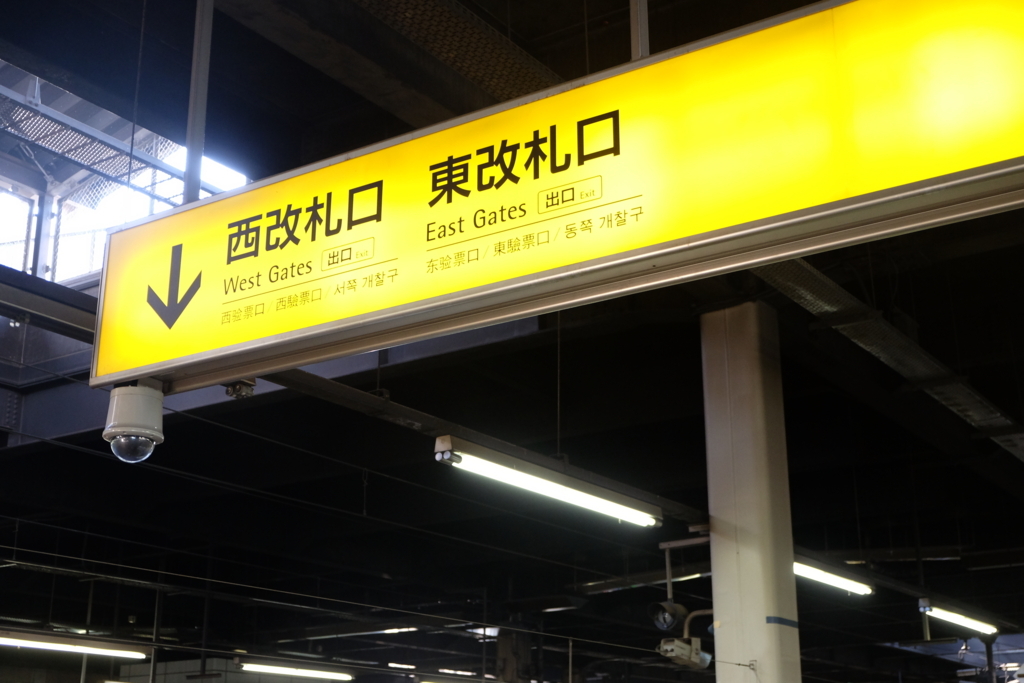 西改札口
West Gates 出口 Exit
西验票口 / 西驗票口 / 서쪽 개찰구
東改札口
East Gates 出口 Exit
东验票口 / 東驗票口 / 동쪽 개찰구